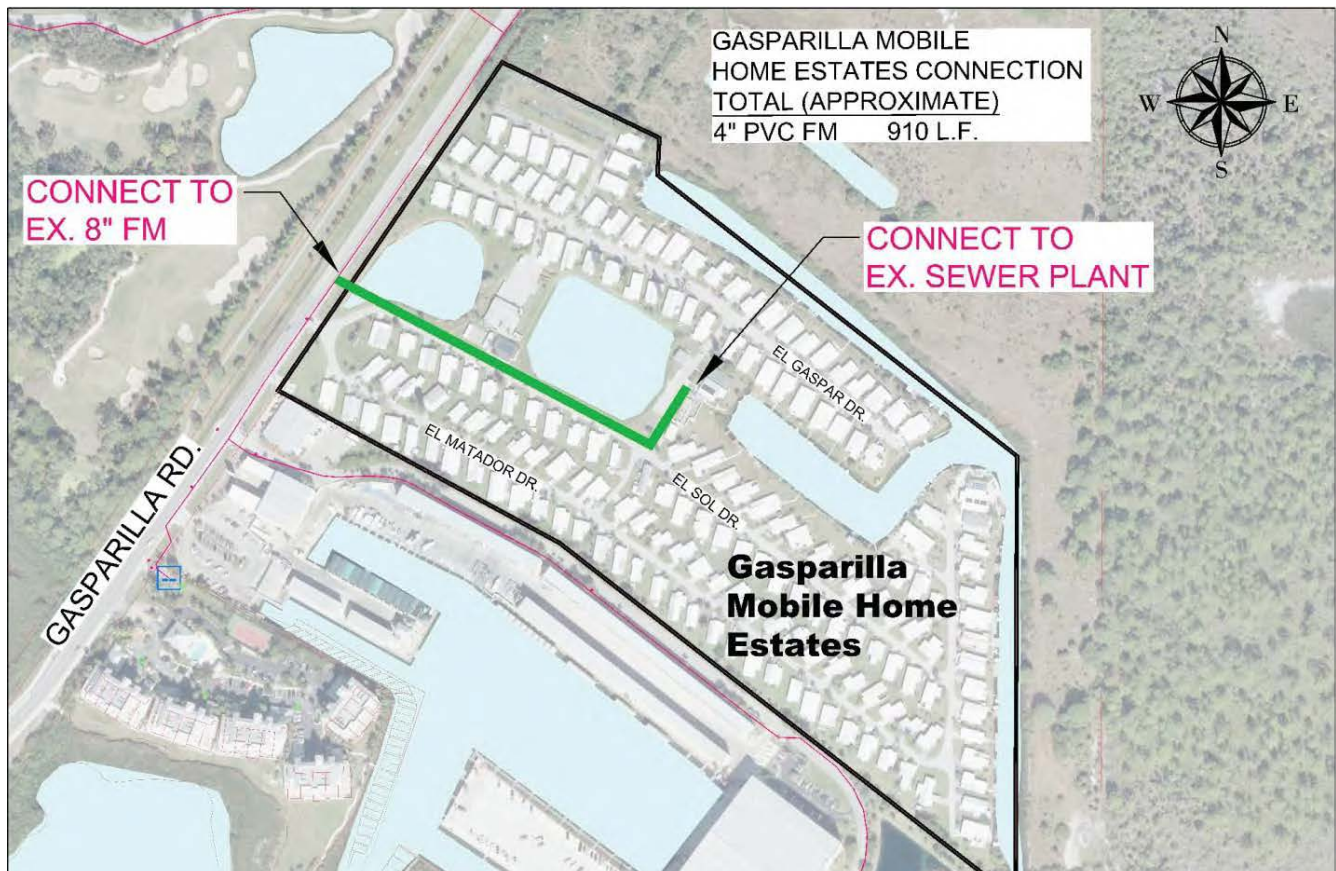 GASPARILLA MOBILE
HOME ESTATES CONNECTION
TOTAL (APPROXIMATE)
4" PVC FM 910 L.F.
N
W E
S
CONNECT TO
EX. 8" FM
CONNECT TO
EX. SEWER PLANT
EL GASPAR DR.
EL MATADOR DR.
EL SOL DR.
GASPARILLA RD.
Gasparilla
Mobile Home
Estates